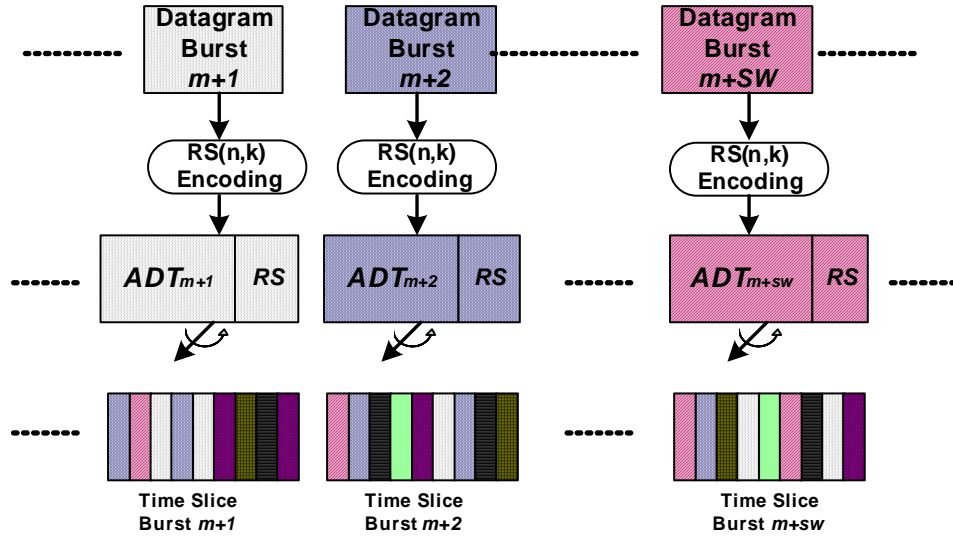 Datagram
Burst
m+1
Datagram
Burst
m+2
Datagram
Burst
m+SW
RS(n,k)
Encoding
RS(n,k)
Encoding
RS(n,k)
Encoding
ADTm+1
RS
ADTm+2
RS
ADTm+sw
RS
Time Slice
Burst m+1
Time Slice
Burst m+2
Time Slice
Burst m+sw